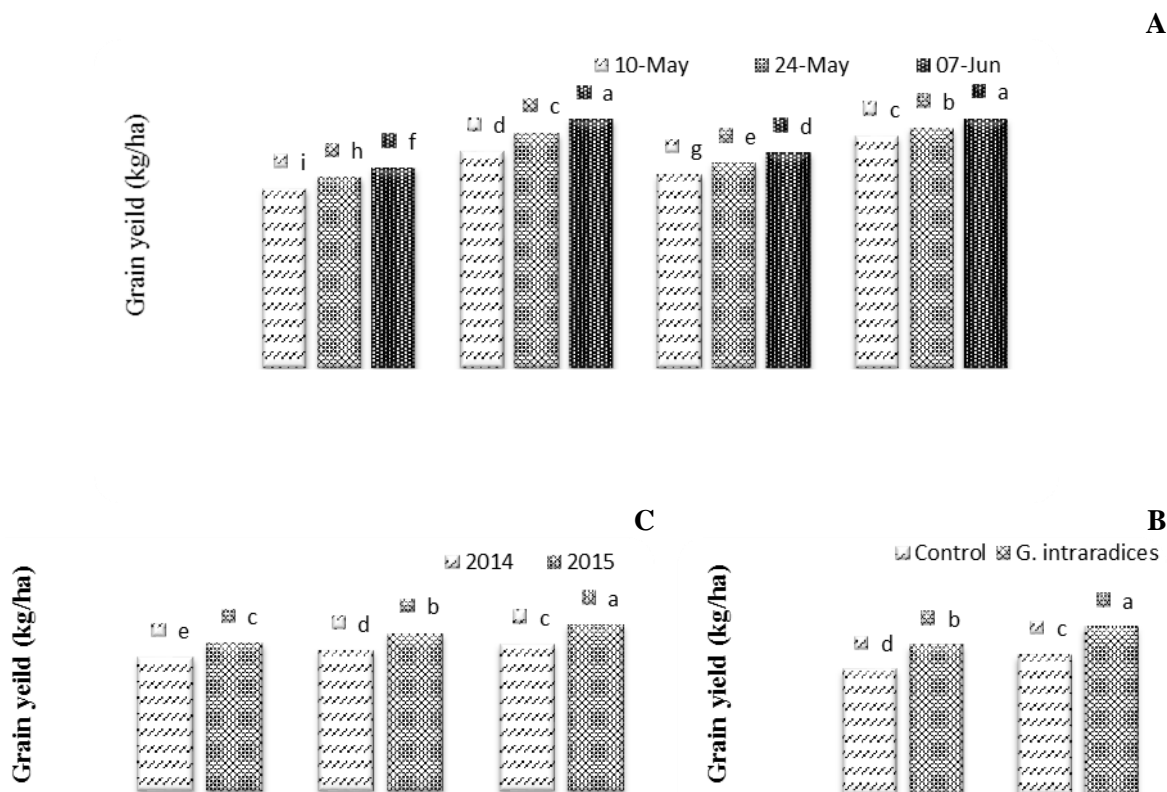 A
10-May 24-May 07-Jun
Grain yeild (kg/ha)
i h f d c a g e d c b a
C
2014 2015
Grain yeild (kg/ha)
e c d b c a
B
Control G. intraradices
Grain yield (kg/ha)
d b c a